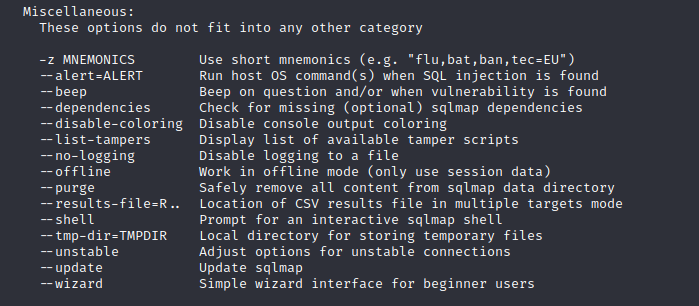 Miscellaneous:
These options do not fit into any other category
-z MNEMONICS Use short mnemonics (e.g. "flu,bat,ban,tec=EU")
--alert=ALERT Run host OS command(s) when SQL injection is found
--beep Beep on question and/or when vulnerability is found
--dependencies Check for missing (optional) sqlmap dependencies
--disable-coloring Disable console output coloring
--list-tampers Display list of available tamper scripts
--no-logging Disable logging to a file
--offline Work in offline mode (only use session data)
--purge Safely remove all content from sqlmap data directory
--results-file=R.. Location of CSV results file in multiple targets mode
--shell Prompt for an interactive sqlmap shell
--tmp-dir=TMPDIR Local directory for storing temporary files
--unstable Adjust options for unstable connections
--update Update sqlmap
--wizard Simple wizard interface for beginner users